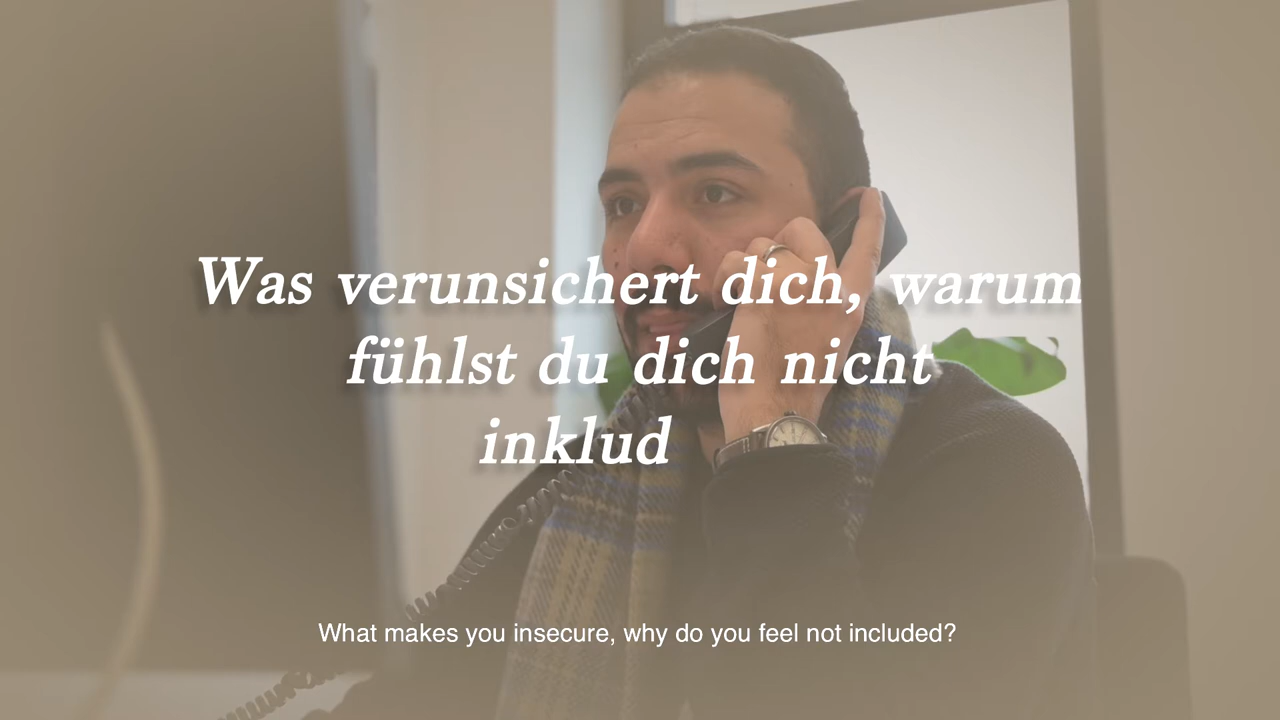 Was verunsichert dich, warum
fühlst du dich nicht
inklud
What makes you insecure, why do you feel not included?